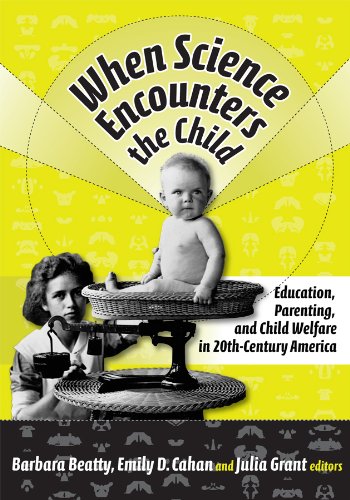 When Science
Encounters
the Child
Education,
Parenting,
and Child Welfare
in 20th-Century America
Barbara Beatty, Emily D. Cahan and Julia Grant editors